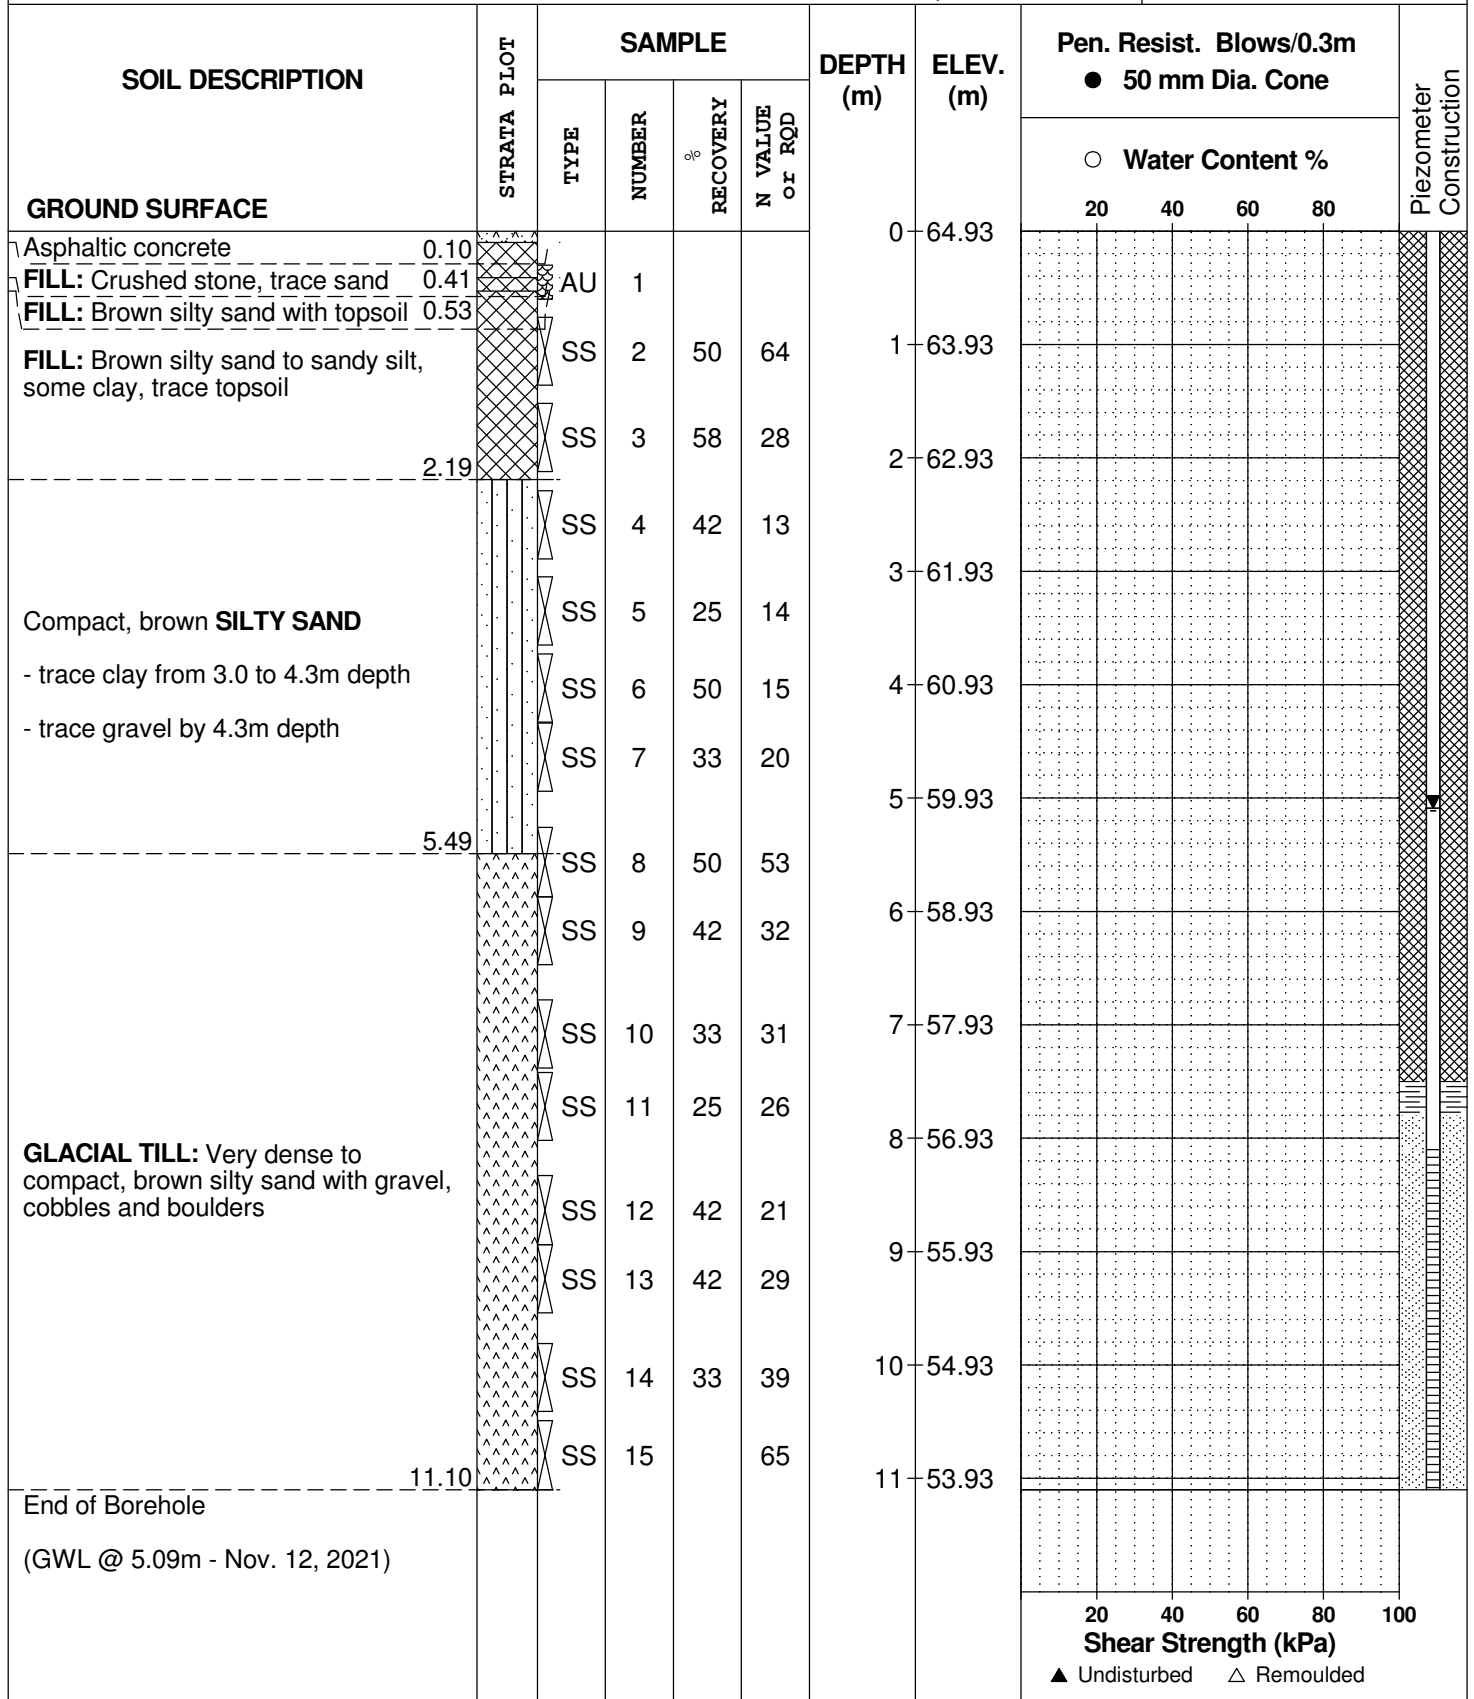 SOIL DESCRIPTION
GROUND SURFACE
STRATA PLOT
SAMPLE
TYPE
NUMBER
% RECOVERY
N VALUE or RQD
DEPTH (m)
ELEV. (m)
Pen. Resist. Blows/0.3m
● 50 mm Dia. Cone
○ Water Content %
20 40 60 80
Piezometer Construction
0 64.93
Asphaltic concrete 0.10
FILL: Crushed stone, trace sand 0.41
AU 1
FILL: Brown silty sand with topsoil 0.53
FILL: Brown silty sand to sandy silt,
some clay, trace topsoil
SS 2 50 64
1 63.93
SS 3 58 28
2.19
2 62.93
SS 4 42 13
3 61.93
Compact, brown SILTY SAND
SS 5 25 14
- trace clay from 3.0 to 4.3m depth
SS 6 50 15
4 60.93
- trace gravel by 4.3m depth
SS 7 33 20
5 59.93
5.49
SS 8 50 53
6 58.93
SS 9 42 32
7 57.93
SS 10 33 31
SS 11 25 26
8 56.93
GLACIAL TILL: Very dense to
compact, brown silty sand with gravel,
cobbles and boulders
SS 12 42 21
9 55.93
SS 13 42 29
10 54.93
SS 14 33 39
SS 15 65
11.10
11 53.93
End of Borehole
(GWL @ 5.09m - Nov. 12, 2021)
20 40 60 80 100
Shear Strength (kPa)
▲ Undisturbed △ Remoulded